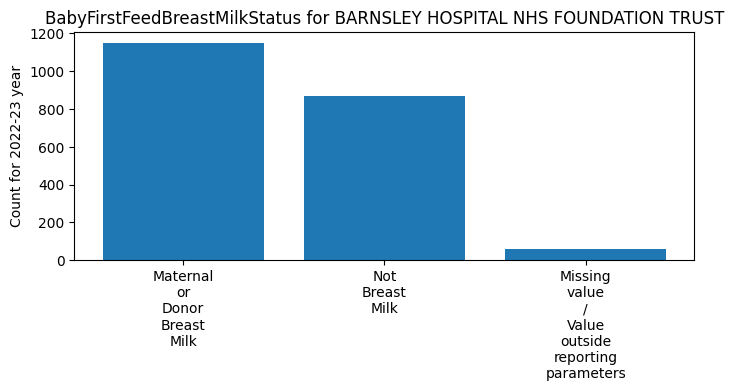 BabyFirstFeedBreastMilkStatus for BARNSLEY HOSPITAL NHS FOUNDATION TRUST
Count for 2022-23 year
1200
1000
800
600
400
200
0
Maternal
or
Donor
Breast
Milk
Not
Breast
Milk
Missing
value
/
Value
outside
reporting
parameters